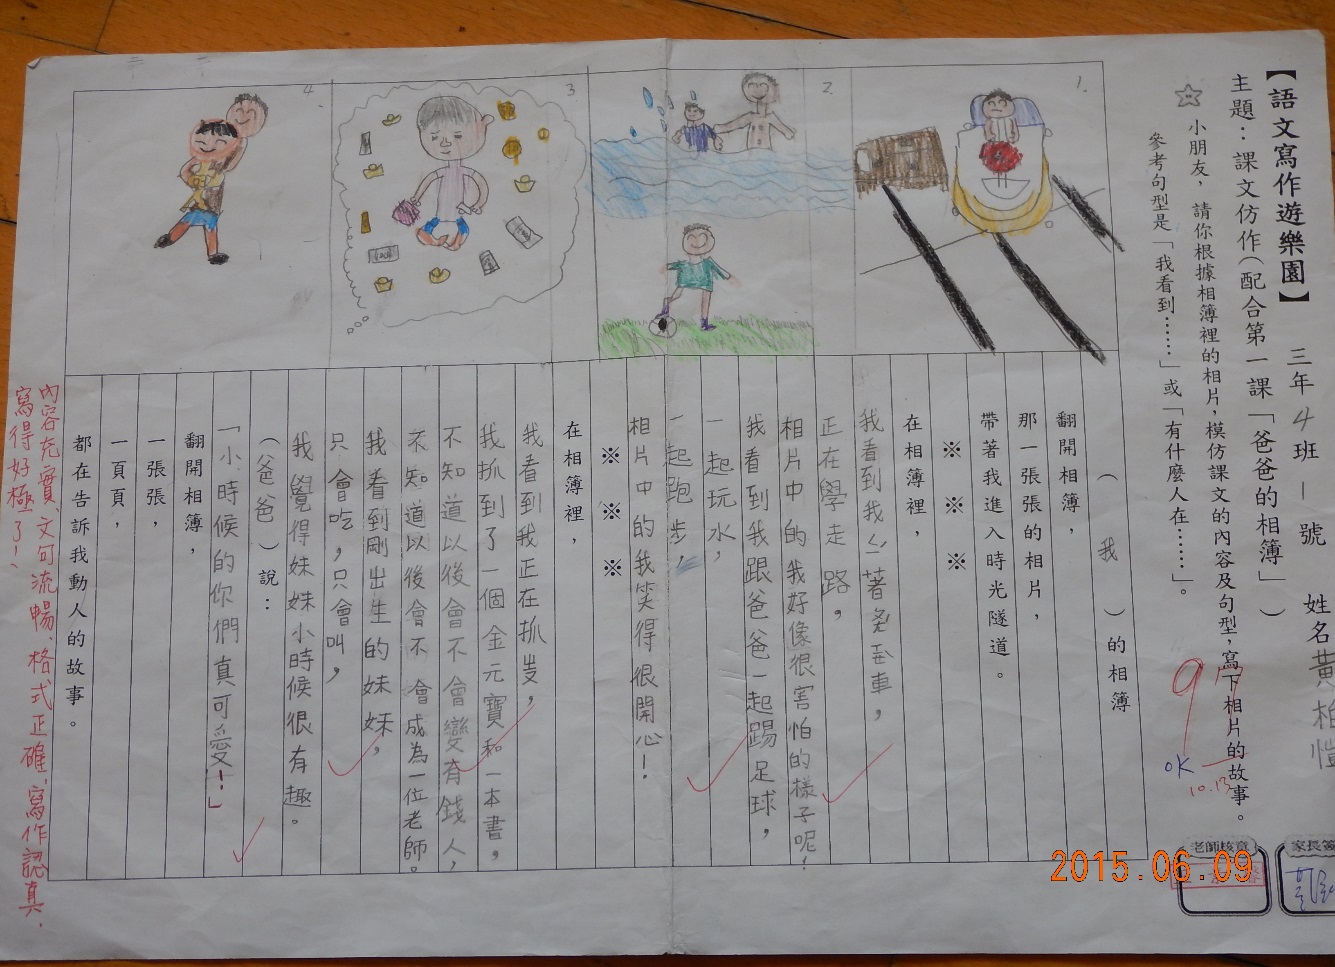 【語文寫作遊樂園】
三年4班一號 姓名黃柏愷
主題：課文仿作（配合第一課「爸爸的相簿」）
小朋友，請你根據相簿裡的相片，模仿課文的內容及句型，寫下相片的故事。
參考句型是「我看到……」或「有什麼人在……」。
OK
10.13
老師核章
家長簽
2015.06.09
1.
2.
3
4.
（我）的相簿
翻開相簿，
那一張張的相片，
帶著我進入時光隧道。
※※※
在相簿裡，
我看到我ㄙ著免ㄓ車，
正在學走路，
相片中的我好像很害怕的樣子呢！
我看到我跟爸爸一起踢足球，
一起玩水，
一起跑步，
相片中的我笑得很開心！
※※※
在相簿裡，
我看到我正在抓歲，
我抓到了一個金元寶和一本書，
不知道以後會不會變有錢人，
不知道以後會不會成為一位老師。
我看到剛出生的妹妹，
只會吃，只會叫，
我覺得妹妹小時候很有趣。
（爸爸）說：
「小時候的你們真可愛！」
翻開相簿，
一張張，
一頁頁，
都在告訴我動人的故事。
內容充實、文句流暢、格式正確，寫作認真，
寫得好極了！